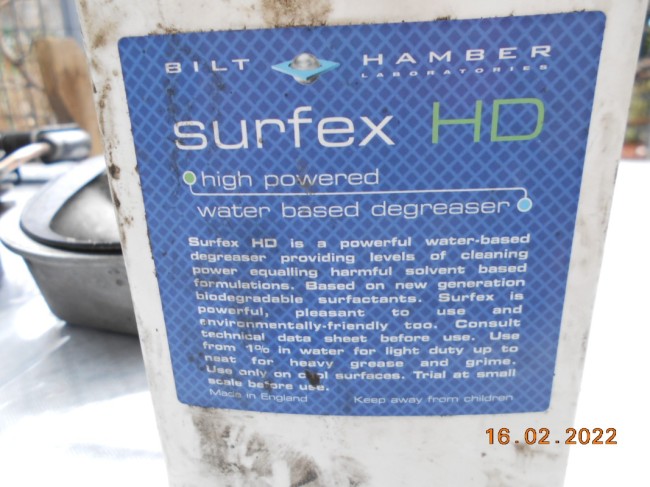 BILT HAMBER
LABORATORIES
surfex HD
high powered
water based degreaser
Surfex HD is a powerful water-based
degreaser providing levels of cleaning
power equalling harmful solvent based
formulations. Based on new generation
biodegradable surfactants. Surfex is
powerful, pleasant to use and
environmentally-friendly too. Consult
technical data sheet before use. Use
from 1% in water for light duty up to
neat for heavy grease and grime.
Use only on cool surfaces. Trial at small
scale before use.
Made in England Keep away from children
16.02.2022